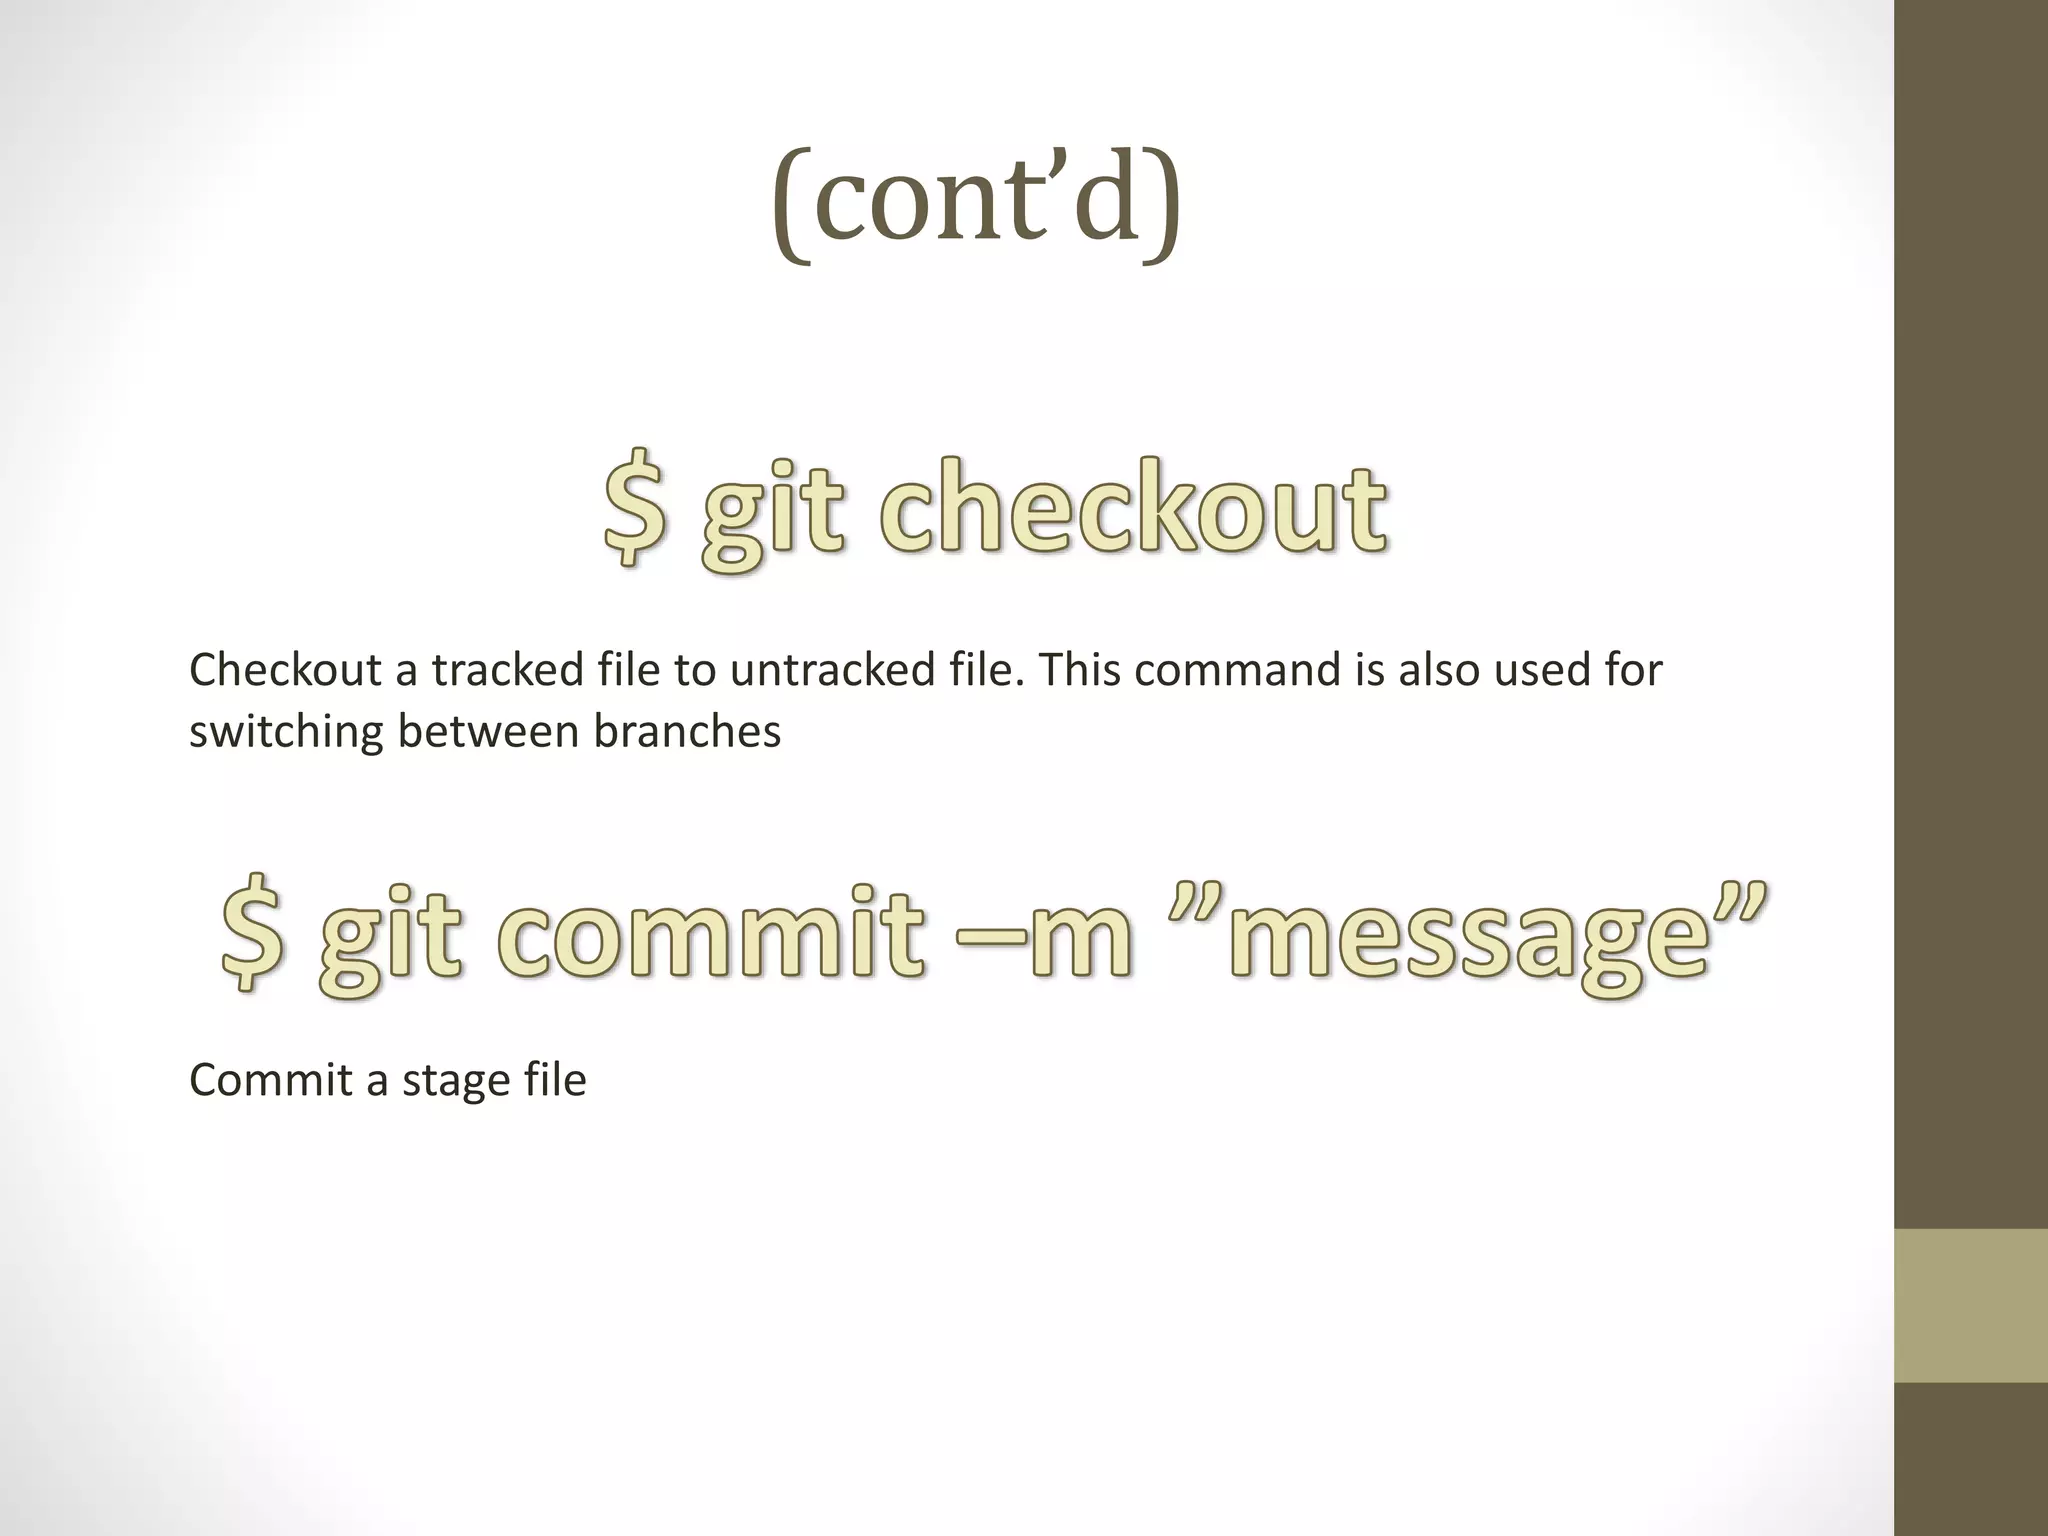 (cont’d)
$ git checkout
Checkout a tracked file to untracked file. This command is also used for
switching between branches
$ git commit –m ”message”
Commit a stage file